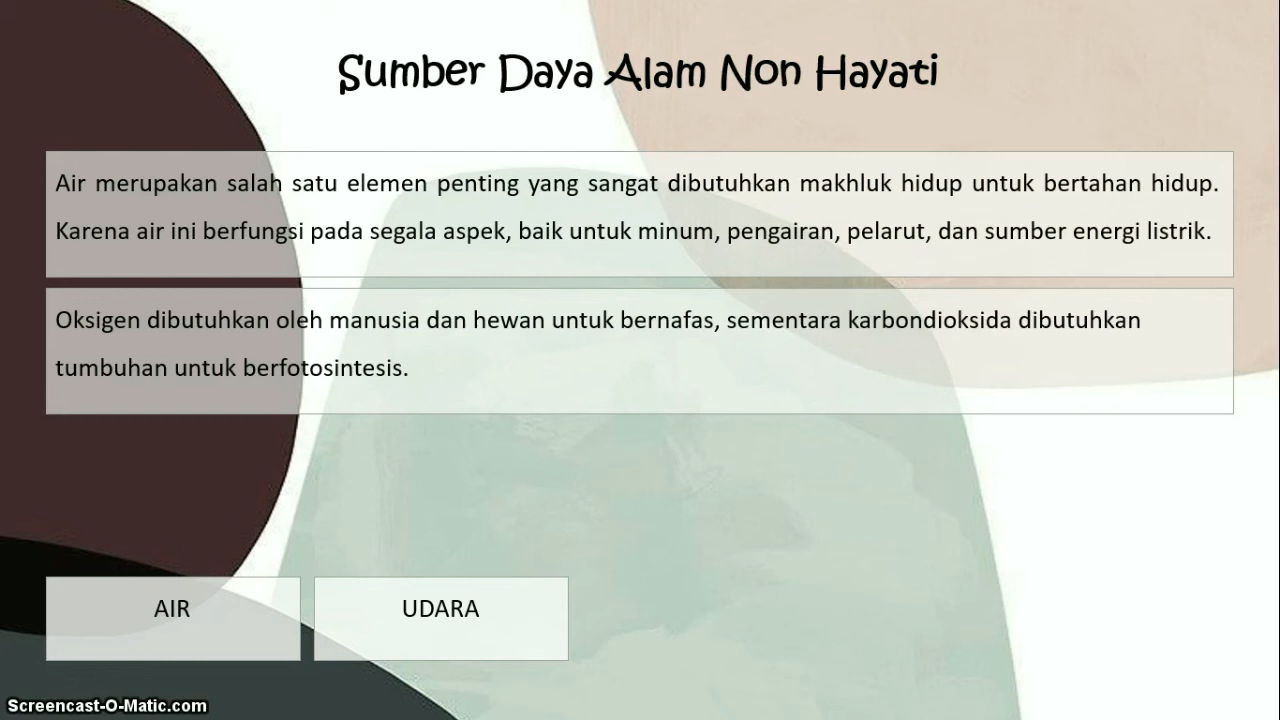 Sumber Daya Alam Non Hayati
Air merupakan salah satu elemen penting yang sangat dibutuhkan makhluk hidup untuk bertahan hidup.
Karena air ini berfungsi pada segala aspek, baik untuk minum, pengairan, pelarut, dan sumber energi listrik.
Oksigen dibutuhkan oleh manusia dan hewan untuk bernafas, sementara karbondioksida dibutuhkan
tumbuhan untuk berfotosintesis.
AIR
UDARA
Screencast-O-Matic.com